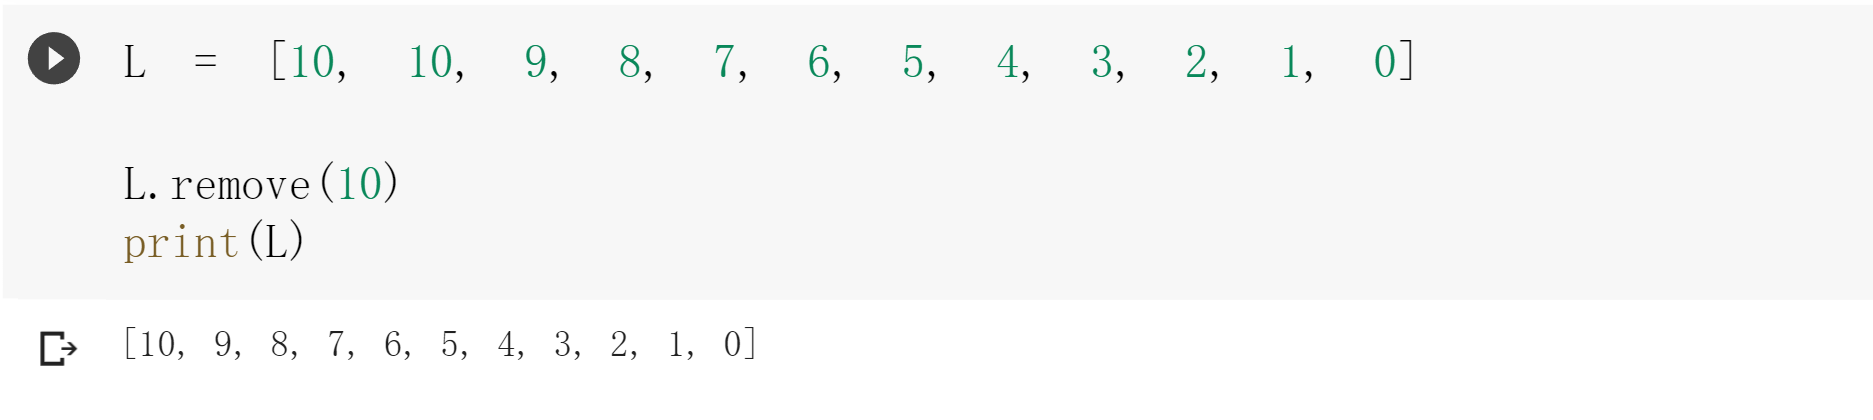 L = [10, 10, 9, 8, 7, 6, 5, 4, 3, 2, 1, 0]
L.remove(10)
print(L)
[10, 9, 8, 7, 6, 5, 4, 3, 2, 1, 0]